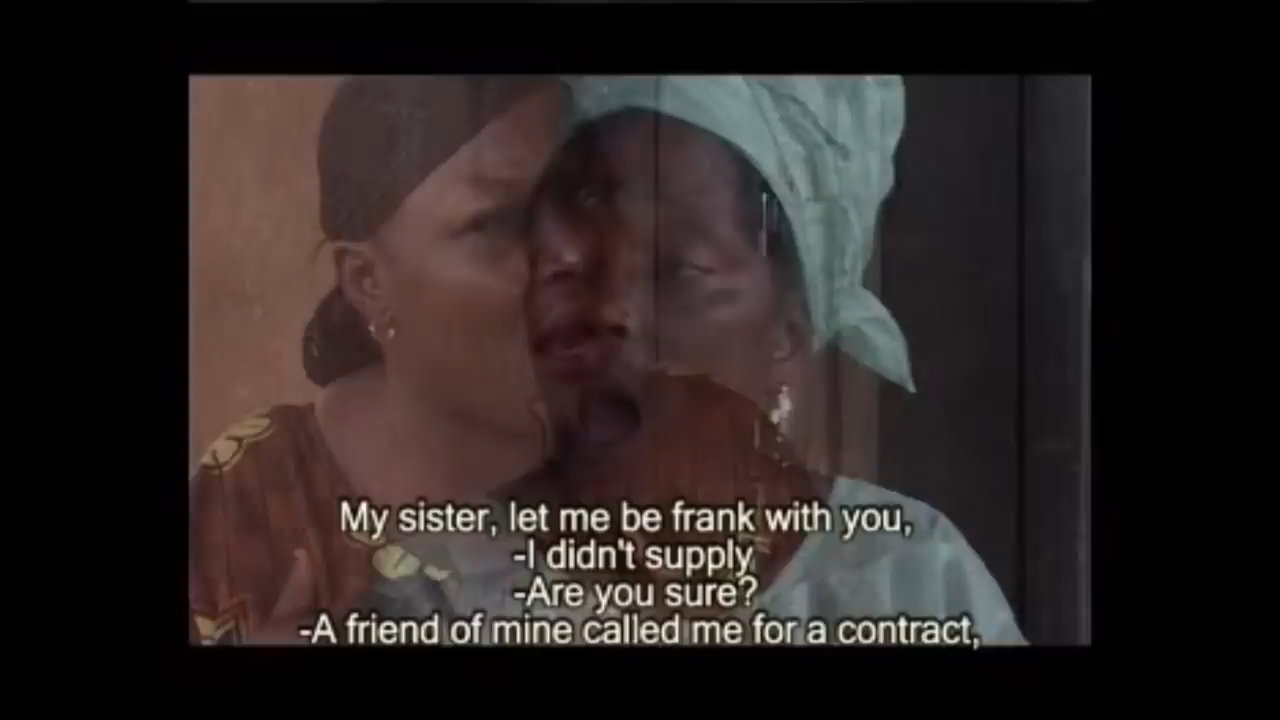 My sister, let me be frank with you,
-I didn't supply
-Are you sure?
-A friend of mine called me for a contract,